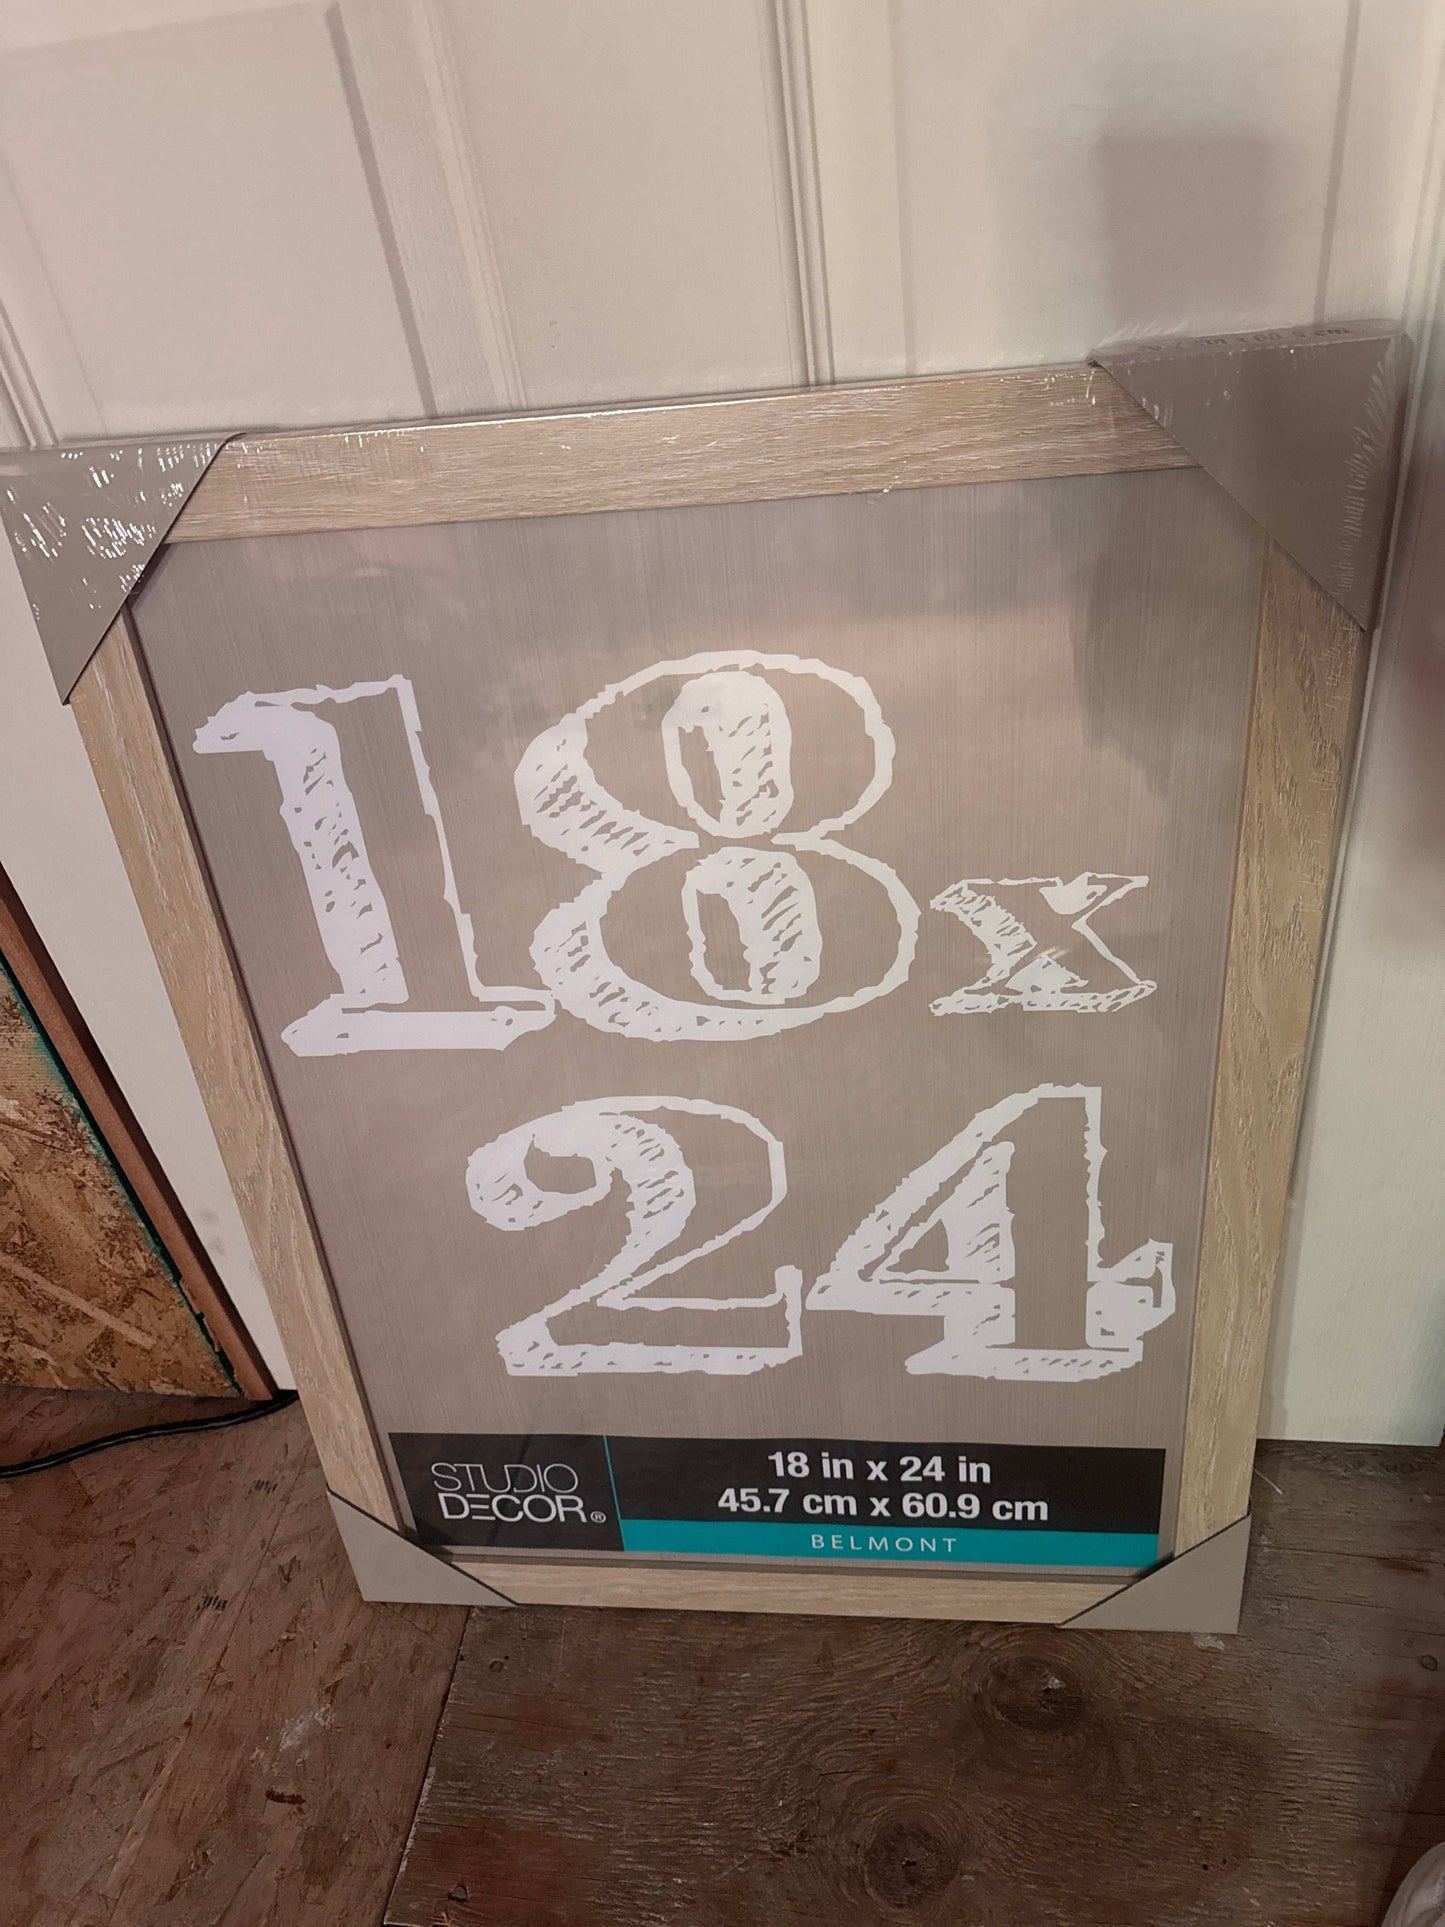 18x
24
STUDIO
DECOR®
18 in x 24 in
45.7 cm x 60.9 cm
BELMONT